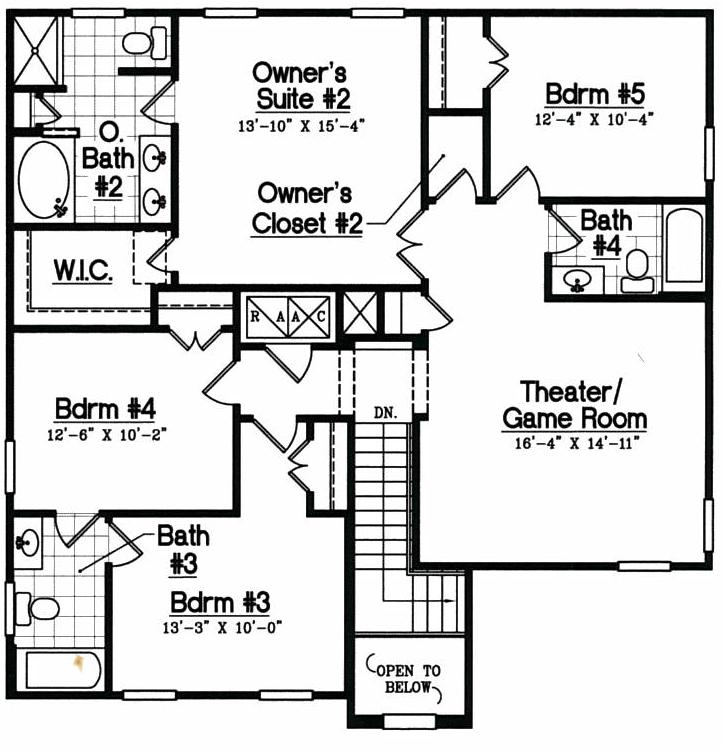 Owner's
Suite #2
13'-10" X 15'-4"
Bdrm #5
12'-4" X 10'-4"
O.
Bath
#2
Owner's
Closet #2
Bath
#4
W.I.C.
R A A C
Theater/
Game Room
16'-4" X 14'-11"
Bdrm #4
12'-6" X 10'-2"
DN.
Bath
#3
Bdrm #3
13'-3" X 10'-0"
OPEN TO
BELOW